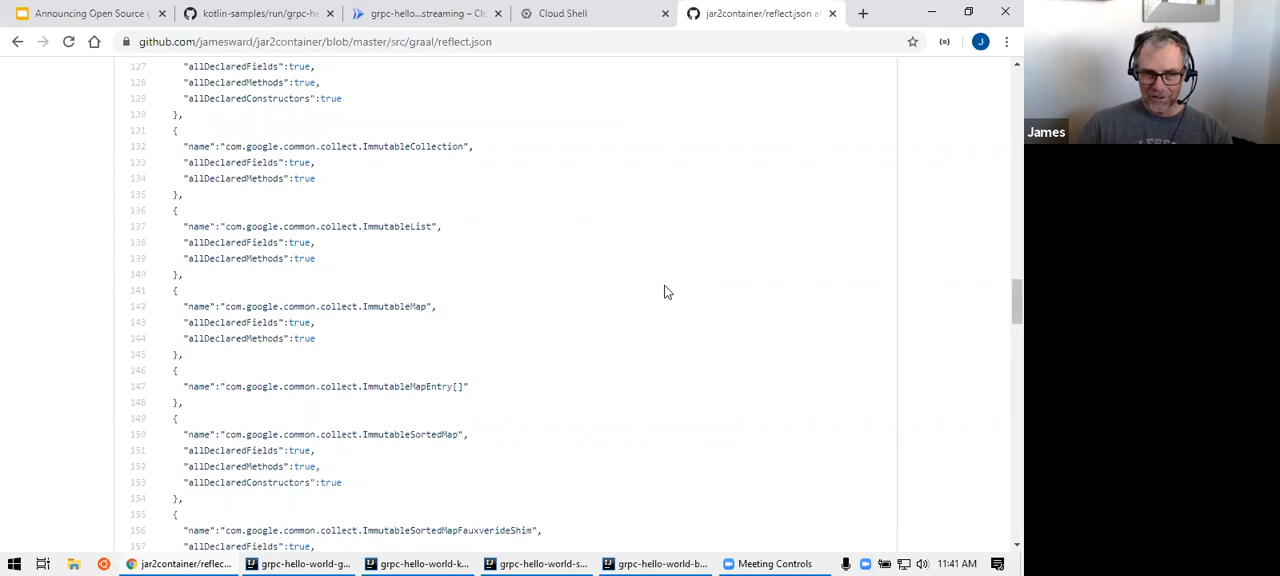 Announcing Open Source g
kotlin-samples/run/grpc-he
grpc-hello...streaming – Clo
Cloud Shell
jar2container/reflect.json at
github.com/jamesward/jar2container/blob/master/src/graal/reflect.json
J
127 "allDeclaredFields":true,
128 "allDeclaredMethods":true,
129 "allDeclaredConstructors":true
130 },
131 {
132 "name":"com.google.common.collect.ImmutableCollection",
133 "allDeclaredFields":true,
134 "allDeclaredMethods":true
135 },
136 {
137 "name":"com.google.common.collect.ImmutableList",
138 "allDeclaredFields":true,
139 "allDeclaredMethods":true
140 },
141 {
142 "name":"com.google.common.collect.ImmutableMap",
143 "allDeclaredFields":true,
144 "allDeclaredMethods":true
145 },
146 {
147 "name":"com.google.common.collect.ImmutableMapEntry[]"
148 },
149 {
150 "name":"com.google.common.collect.ImmutableSortedMap",
151 "allDeclaredFields":true,
152 "allDeclaredMethods":true,
153 "allDeclaredConstructors":true
154 },
155 {
156 "name":"com.google.common.collect.ImmutableSortedMapFauxverideShim",
157 "allDeclaredFields":true,
James
jar2container/reflec...
grpc-hello-world-g...
grpc-hello-world-k...
grpc-hello-world-s...
grpc-hello-world-b...
Meeting Controls
11:41 AM